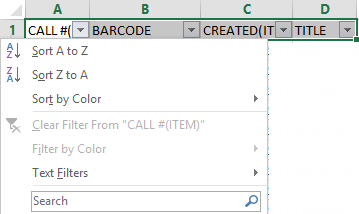 A B C D
1 CALL #( BARCODE CREATED(IT TITLE
A Z Sort A to Z
Z A Sort Z to A
Sort by Color
Clear Filter From "CALL #(ITEM)"
Filter by Color
Text Filters
Search